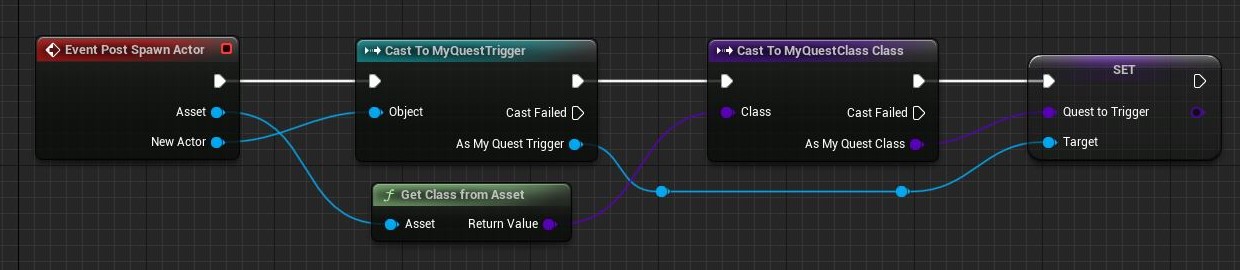 Event Post Spawn Actor
Asset
New Actor
Cast To MyQuestTrigger
Object
Cast Failed
As My Quest Trigger
f Get Class from Asset
Asset
Return Value
Cast To MyQuestClass Class
Class
Cast Failed
As My Quest Class
SET
Quest to Trigger
Target